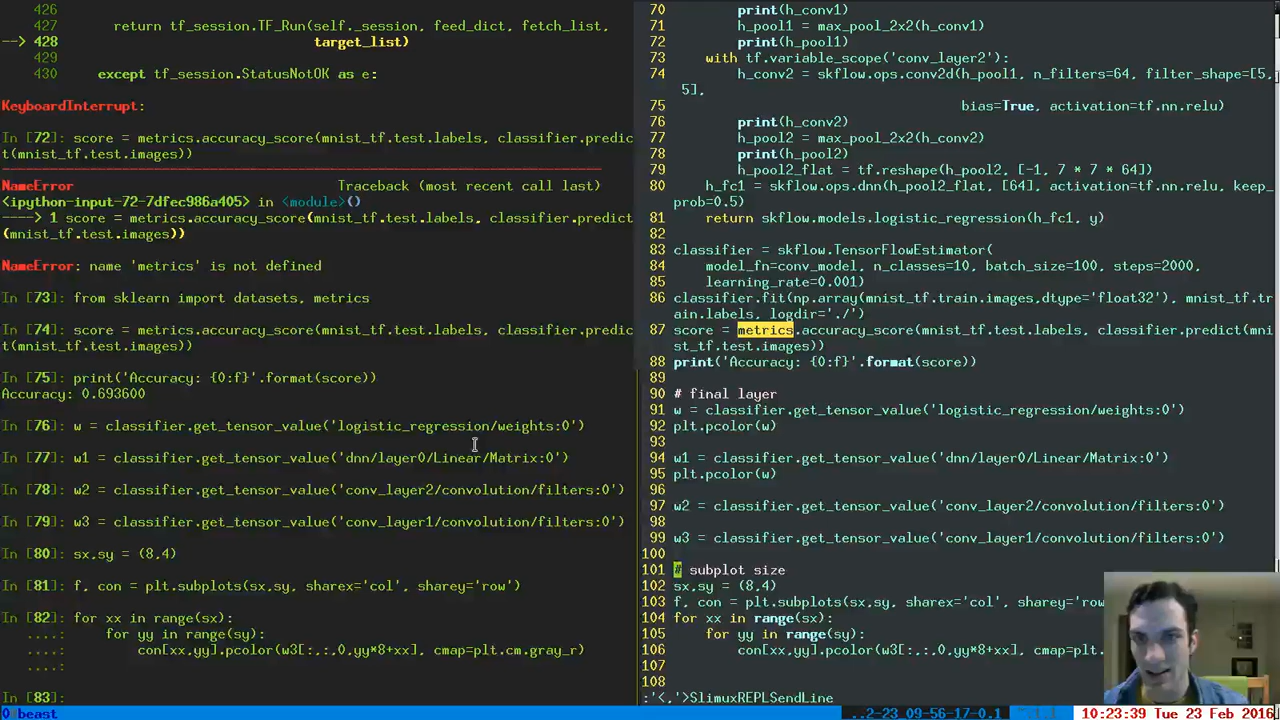 426
427 return tf_session.TF_Run(self._session, feed_dict, fetch_list,
--> 428 target_list)
429
430 except tf_session.StatusNotOK as e:
KeyboardInterrupt:
In [72]: score = metrics.accuracy_score(mnist_tf.test.labels, classifier.predic
t(mnist_tf.test.images))
NameError Traceback (most recent call last)
<ipython-input-72-7dfec986a405> in <module>()
----> 1 score = metrics.accuracy_score(mnist_tf.test.labels, classifier.predict
(mnist_tf.test.images))
NameError: name 'metrics' is not defined
In [73]: from sklearn import datasets, metrics
In [74]: score = metrics.accuracy_score(mnist_tf.test.labels, classifier.predic
t(mnist_tf.test.images))
In [75]: print('Accuracy: {0:f}'.format(score))
Accuracy: 0.693600
In [76]: w = classifier.get_tensor_value('logistic_regression/weights:0')
In [77]: w1 = classifier.get_tensor_value('dnn/layer0/Linear/Matrix:0')
In [78]: w2 = classifier.get_tensor_value('conv_layer2/convolution/filters:0')
In [79]: w3 = classifier.get_tensor_value('conv_layer1/convolution/filters:0')
In [80]: sx,sy = (8,4)
In [81]: f, con = plt.subplots(sx,sy, sharex='col', sharey='row')
In [82]: for xx in range(sx):
....: for yy in range(sy):
....: con[xx,yy].pcolor(w3[:,:,0,yy*8+xx], cmap=plt.cm.gray_r)
....:
In [83]:
70 print(h_conv1)
71 h_pool1 = max_pool_2x2(h_conv1)
72 print(h_pool1)
73 with tf.variable_scope('conv_layer2'):
74 h_conv2 = skflow.ops.conv2d(h_pool1, n_filters=64, filter_shape=[5,
5],
75 bias=True, activation=tf.nn.relu)
76 print(h_conv2)
77 h_pool2 = max_pool_2x2(h_conv2)
78 print(h_pool2)
79 h_pool2_flat = tf.reshape(h_pool2, [-1, 7 * 7 * 64])
80 h_fc1 = skflow.ops.dnn(h_pool2_flat, [64], activation=tf.nn.relu, keep_
prob=0.5)
81 return skflow.models.logistic_regression(h_fc1, y)
82
83 classifier = skflow.TensorFlowEstimator(
84 model_fn=conv_model, n_classes=10, batch_size=100, steps=2000,
85 learning_rate=0.001)
86 classifier.fit(np.array(mnist_tf.train.images,dtype='float32'), mnist_tf.tr
ain.labels, logdir='./')
87 score = metrics.accuracy_score(mnist_tf.test.labels, classifier.predict(mni
st_tf.test.images))
88 print('Accuracy: {0:f}'.format(score))
89
90 # final layer
91 w = classifier.get_tensor_value('logistic_regression/weights:0')
92 plt.pcolor(w)
93
94 w1 = classifier.get_tensor_value('dnn/layer0/Linear/Matrix:0')
95 plt.pcolor(w)
96
97 w2 = classifier.get_tensor_value('conv_layer2/convolution/filters:0')
98
99 w3 = classifier.get_tensor_value('conv_layer1/convolution/filters:0')
100
101 # subplot size
102 sx,sy = (8,4)
103 f, con = plt.subplots(sx,sy, sharex='col', sharey='row
104 for xx in range(sx):
105 for yy in range(sy):
106 con[xx,yy].pcolor(w3[:,:,0,yy*8+xx], cmap=plt.
107
108
:'<,'>SlimuxREPLSendLine
0 beast ..2-23_09-56-17-0.1 10:23:39 Tue 23 Feb 2016